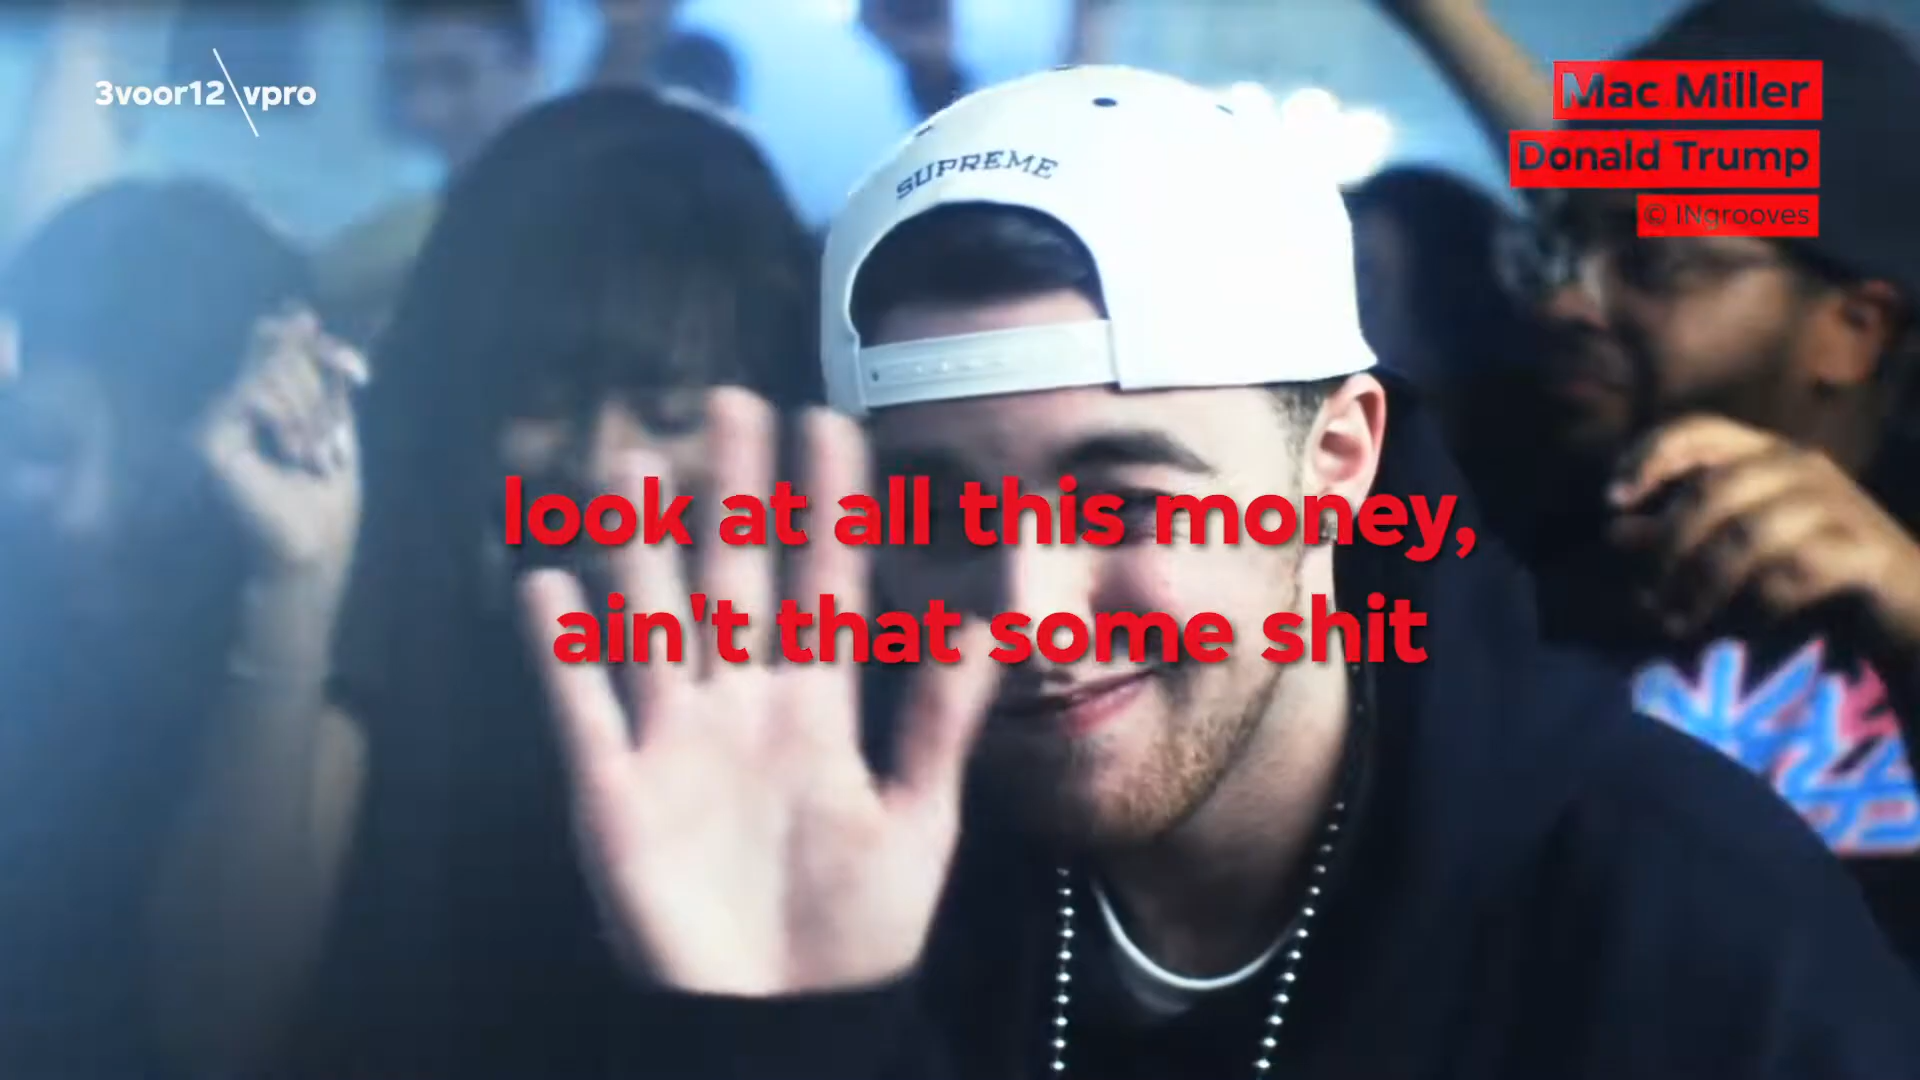 3voor12\vpro
Mac Miller
Donald Trump
© INgrooves
SUPREME
look at all this money,
ain't that some shit